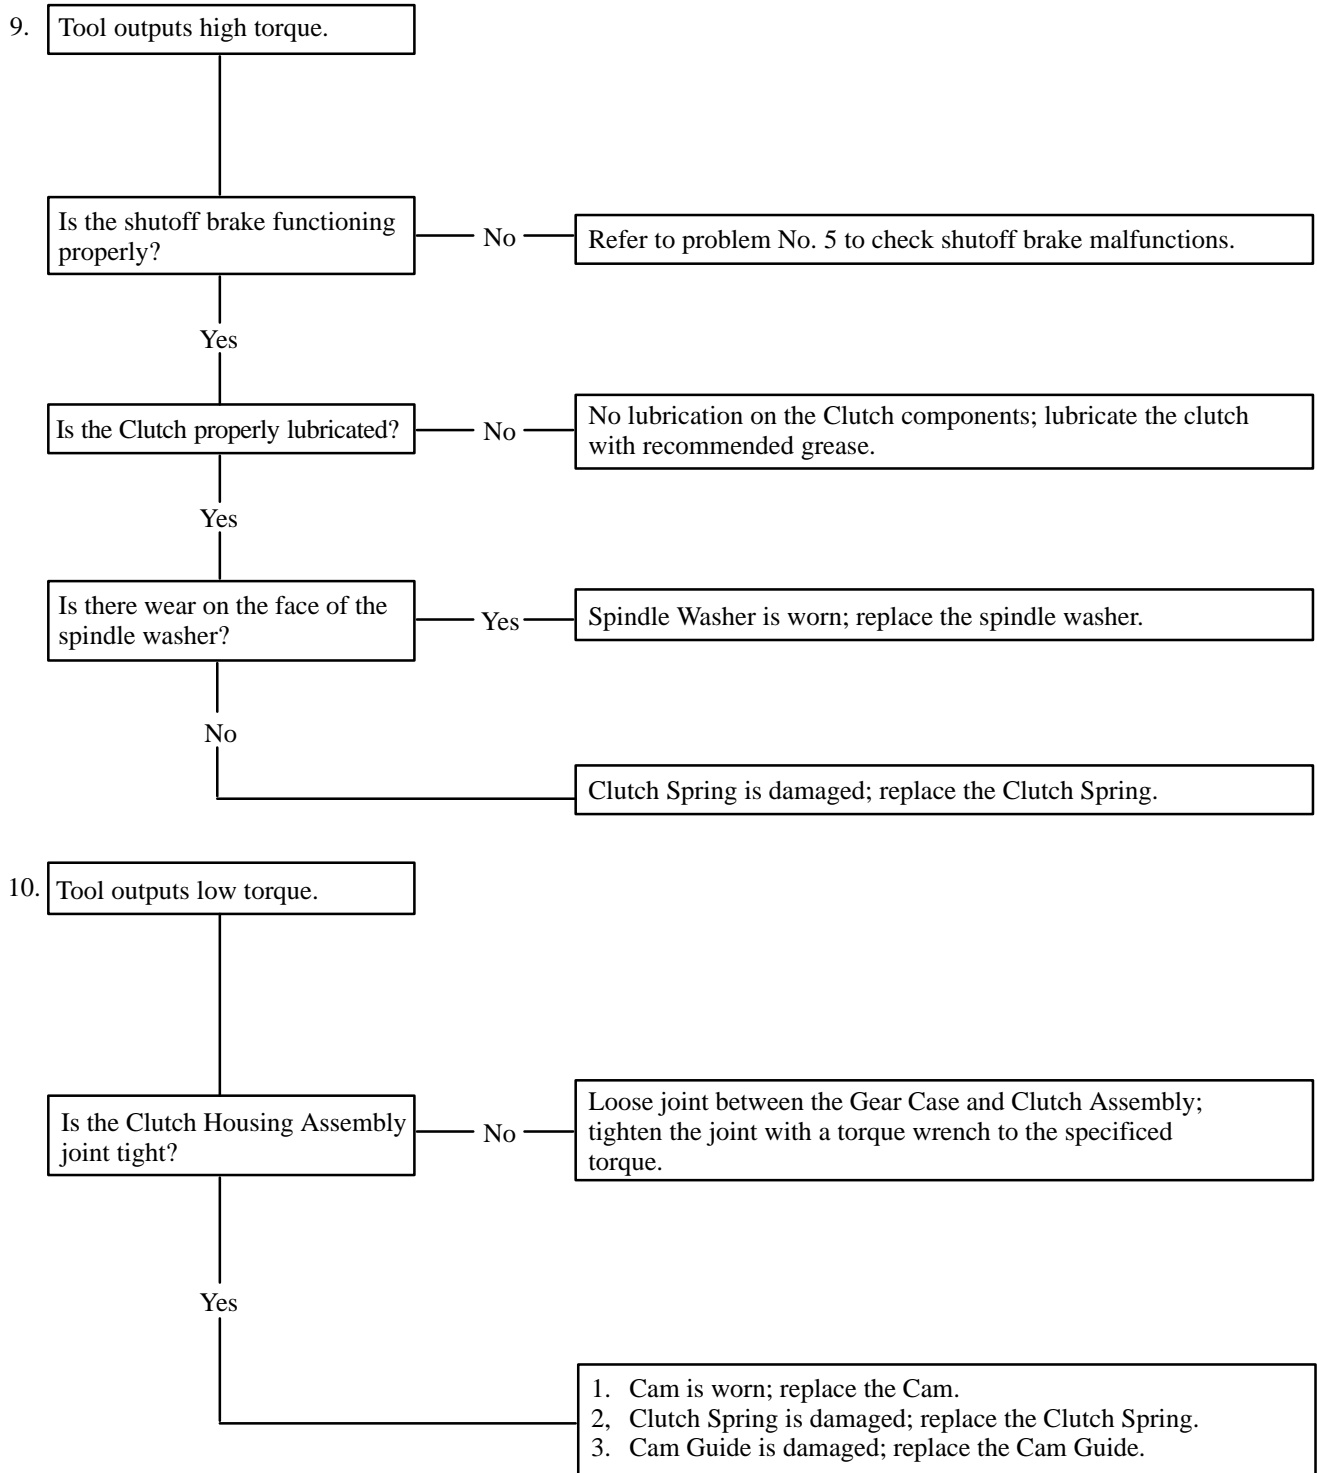 9.
Tool outputs high torque.
Is the shutoff brake functioning
properly?
No
Refer to problem No. 5 to check shutoff brake malfunctions.
Yes
Is the Clutch properly lubricated?
No
No lubrication on the Clutch components; lubricate the clutch
with recommended grease.
Yes
Is there wear on the face of the
spindle washer?
Yes
Spindle Washer is worn; replace the spindle washer.
No
Clutch Spring is damaged; replace the Clutch Spring.
10.
Tool outputs low torque.
Is the Clutch Housing Assembly
joint tight?
No
Loose joint between the Gear Case and Clutch Assembly;
tighten the joint with a torque wrench to the specificed
torque.
Yes
1. Cam is worn; replace the Cam.
2, Clutch Spring is damaged; replace the Clutch Spring.
3. Cam Guide is damaged; replace the Cam Guide.